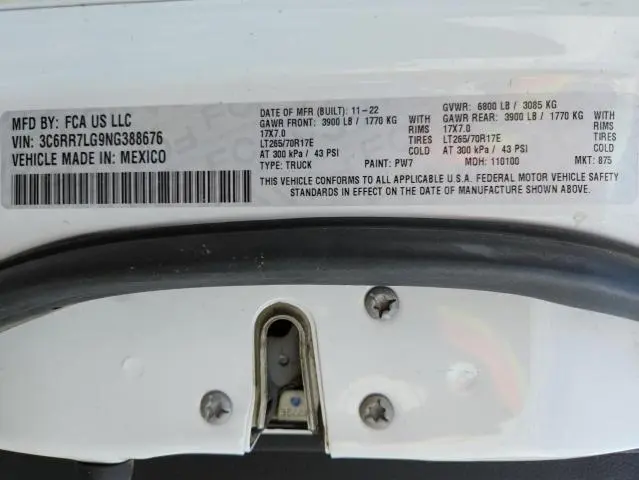 MFD BY: FCA US LLC
VIN: 3C6RR7LG9NG388676
VEHICLE MADE IN: MEXICO
DATE OF MFR (BUILT): 11-22 GVWR: 6800 LB / 3085 KG
GAWR FRONT: 3900 LB / 1770 KG WITH GAWR REAR: 3900 LB / 1770 KG WITH
17X7.0 RIMS 17X7.0 RIMS
LT265/70R17E TIRES LT265/70R17E TIRES
AT 300 kPa / 43 PSI COLD AT 300 kPa / 43 PSI COLD
TYPE: TRUCK PAINT: PW7 MDH: 110100 MKT: 875
THIS VEHICLE CONFORMS TO ALL APPLICABLE U.S.A. FEDERAL MOTOR VEHICLE SAFETY
STANDARDS IN EFFECT ON THE DATE OF MANUFACTURE SHOWN ABOVE.